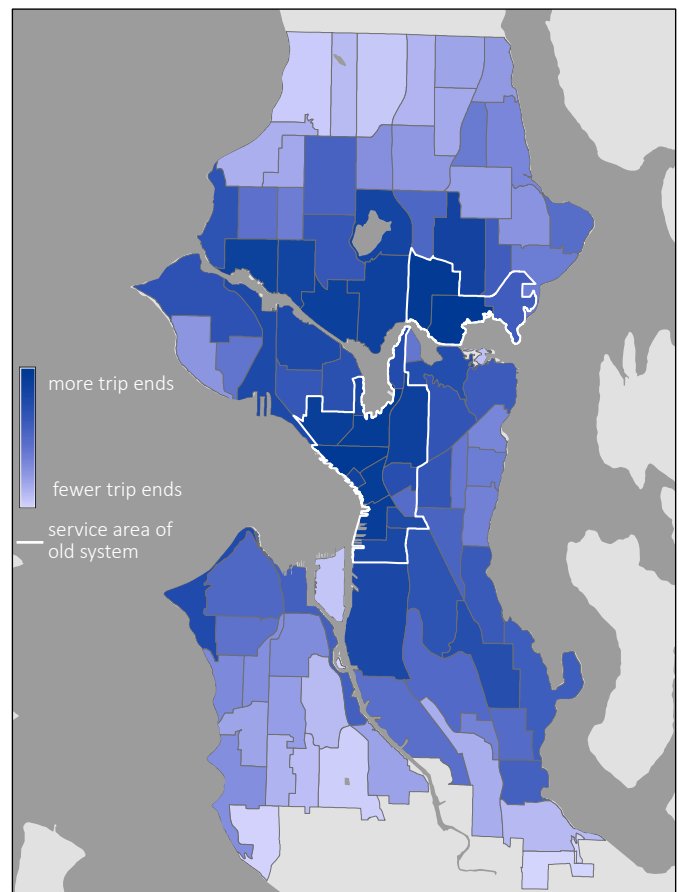 more trip ends
fewer trip ends
service area of
old system